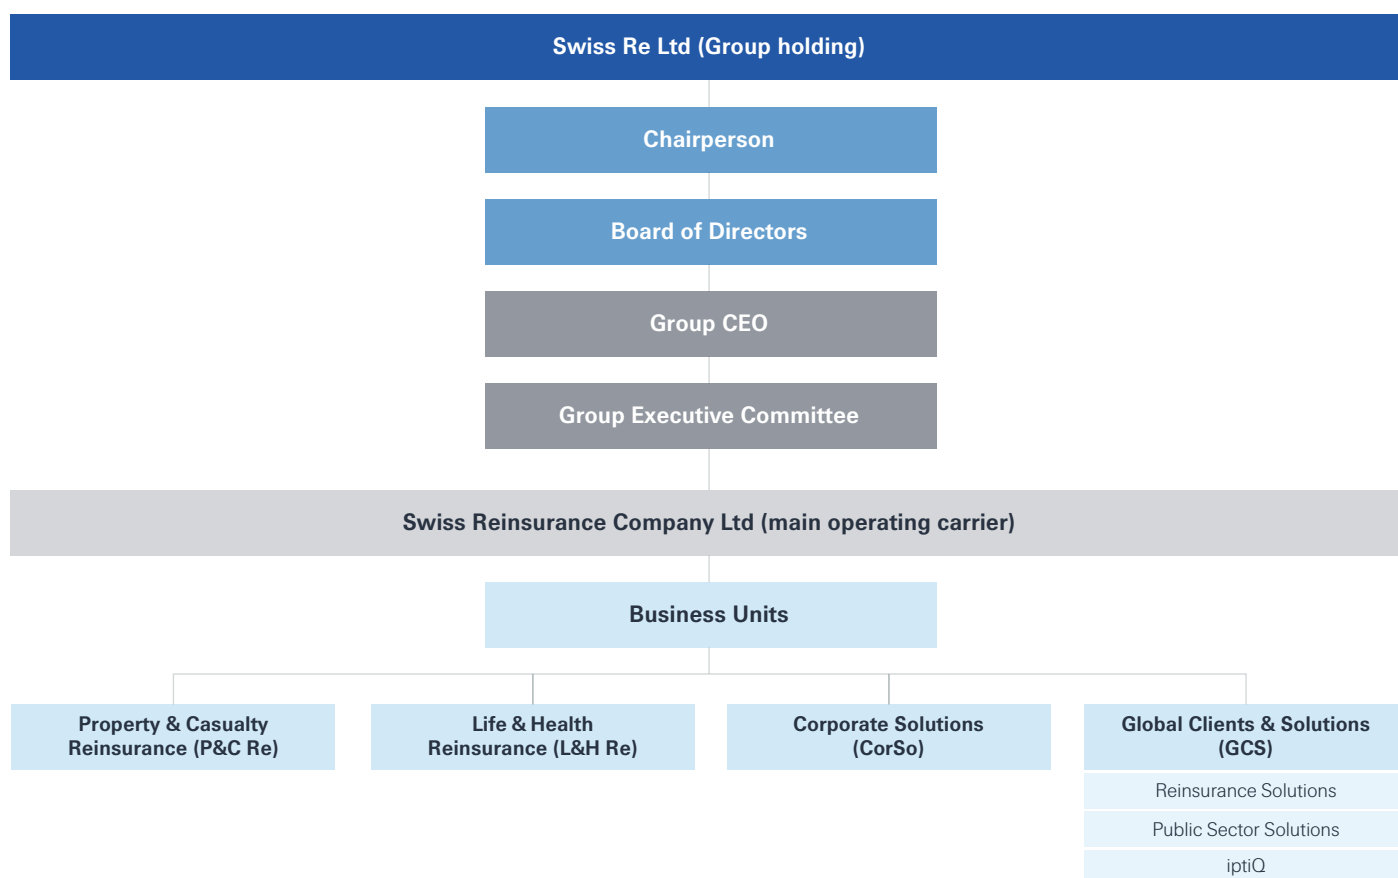 Swiss Re Ltd (Group holding)
Chairperson
Board of Directors
Group CEO
Group Executive Committee
Swiss Reinsurance Company Ltd (main operating carrier)
Business Units
Property & Casualty
Reinsurance (P&C Re)
Life & Health
Reinsurance (L&H Re)
Corporate Solutions
(CorSo)
Global Clients & Solutions
(GCS)
Reinsurance Solutions
Public Sector Solutions
iptiQ